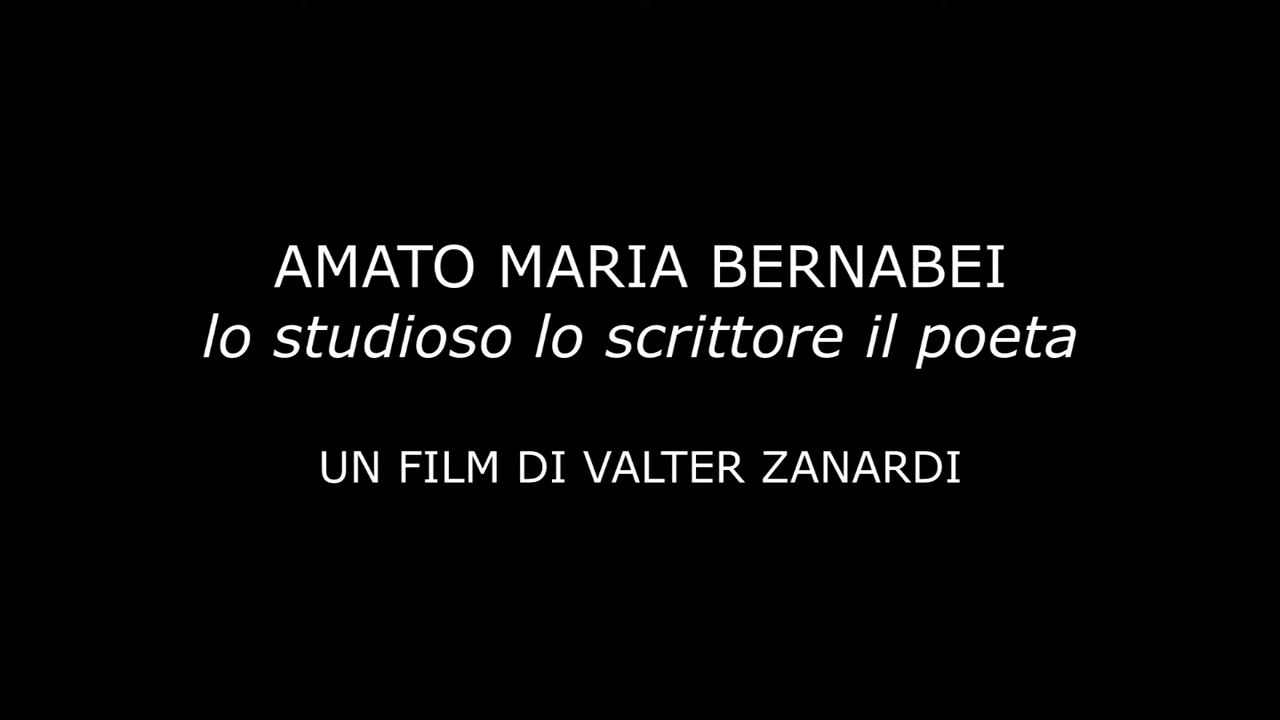 AMATO MARIA BERNABEI
lo studioso lo scrittore il poeta
UN FILM DI VALTER ZANARDI